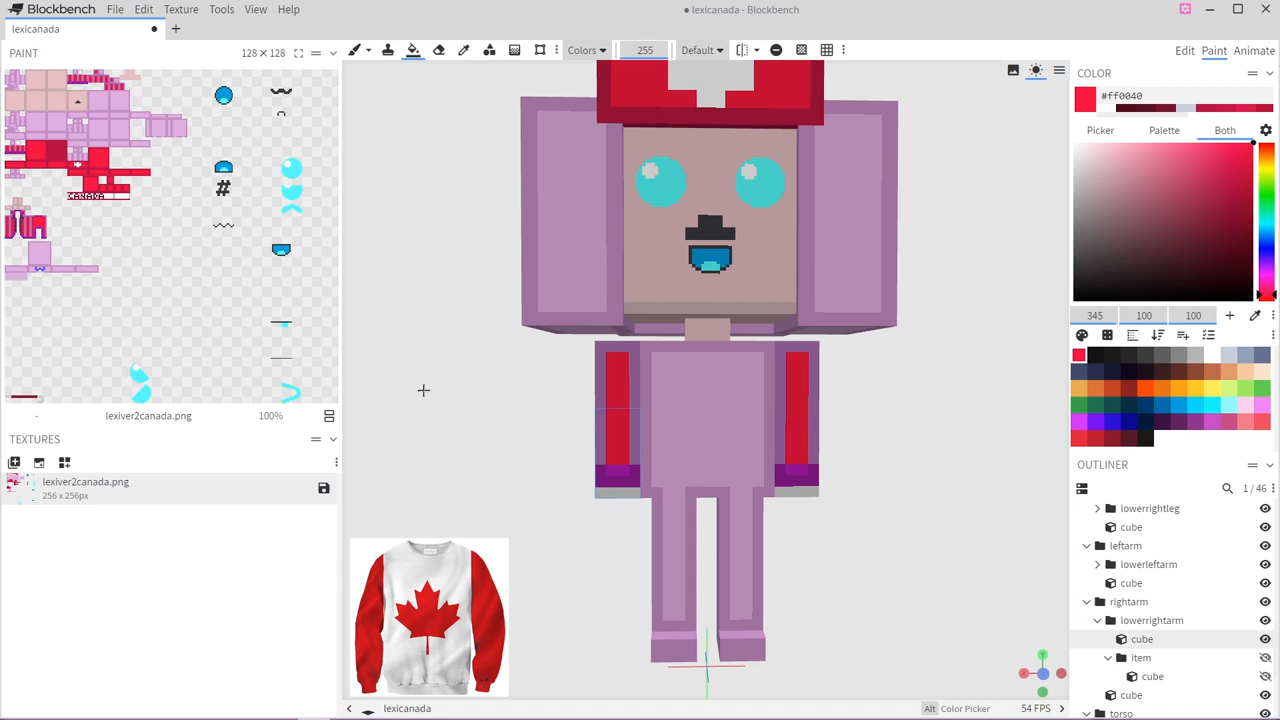 Blockbench File Edit Texture Tools View Help
● lexicanada - Blockbench
lexicanada
PAINT 128 × 128
Colors 255 Default
Edit Paint Animate
COLOR
#ff0040
Picker Palette Both
345 100 100
#
CANADA
- lexiver2canada.png 100%
TEXTURES
lexiver2canada.png
256 x 256px
OUTLINER
1 / 46
lowerrightleg
cube
leftarm
lowerleftarm
cube
rightarm
lowerrightarm
cube
item
cube
cube
torso
Y
X
lexicanada
Alt Color Picker 54 FPS